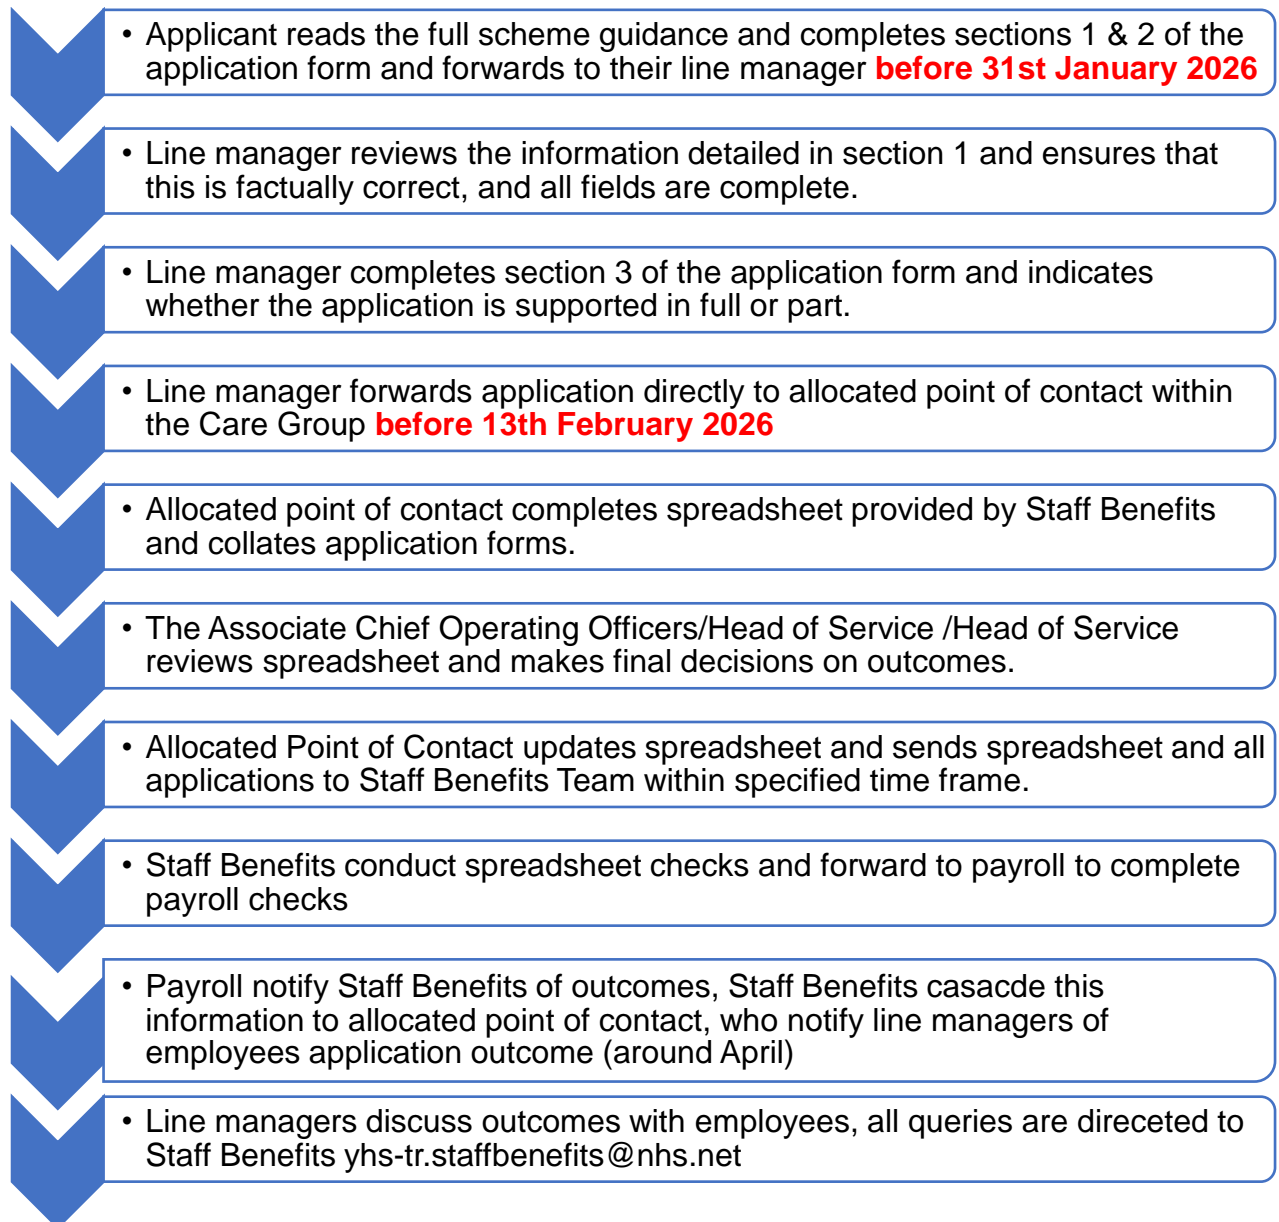 • Applicant reads the full scheme guidance and completes sections 1 & 2 of the
application form and forwards to their line manager before 31st January 2026
• Line manager reviews the information detailed in section 1 and ensures that
this is factually correct, and all fields are complete.
• Line manager completes section 3 of the application form and indicates
whether the application is supported in full or part.
• Line manager forwards application directly to allocated point of contact within
the Care Group before 13th February 2026
• Allocated point of contact completes spreadsheet provided by Staff Benefits
and collates application forms.
• The Associate Chief Operating Officers/Head of Service /Head of Service
reviews spreadsheet and makes final decisions on outcomes.
• Allocated Point of Contact updates spreadsheet and sends spreadsheet and all
applications to Staff Benefits Team within specified time frame.
• Staff Benefits conduct spreadsheet checks and forward to payroll to complete
payroll checks
• Payroll notify Staff Benefits of outcomes, Staff Benefits casacde this
information to allocated point of contact, who notify line managers of
employees application outcome (around April)
• Line managers discuss outcomes with employees, all queries are direceted to
Staff Benefits yhs-tr.staffbenefits@nhs.net